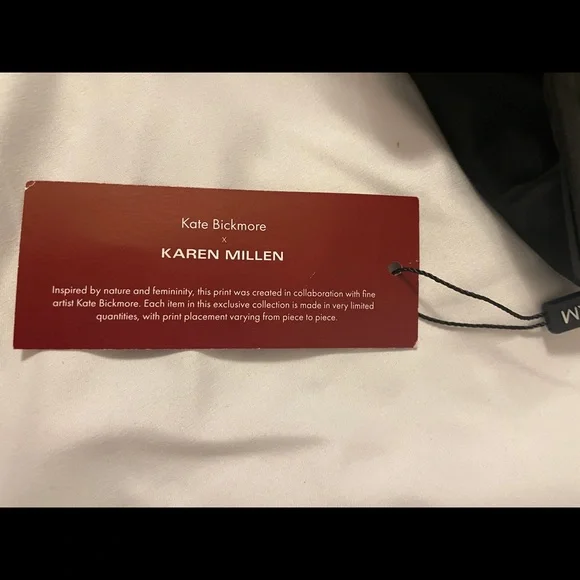 Kate Bickmore
x
KAREN MILLEN
Inspired by nature and femininity, this print was created in collaboration with fine
artist Kate Bickmore. Each item in this exclusive collection is made in very limited
quantities, with print placement varying from piece to piece.